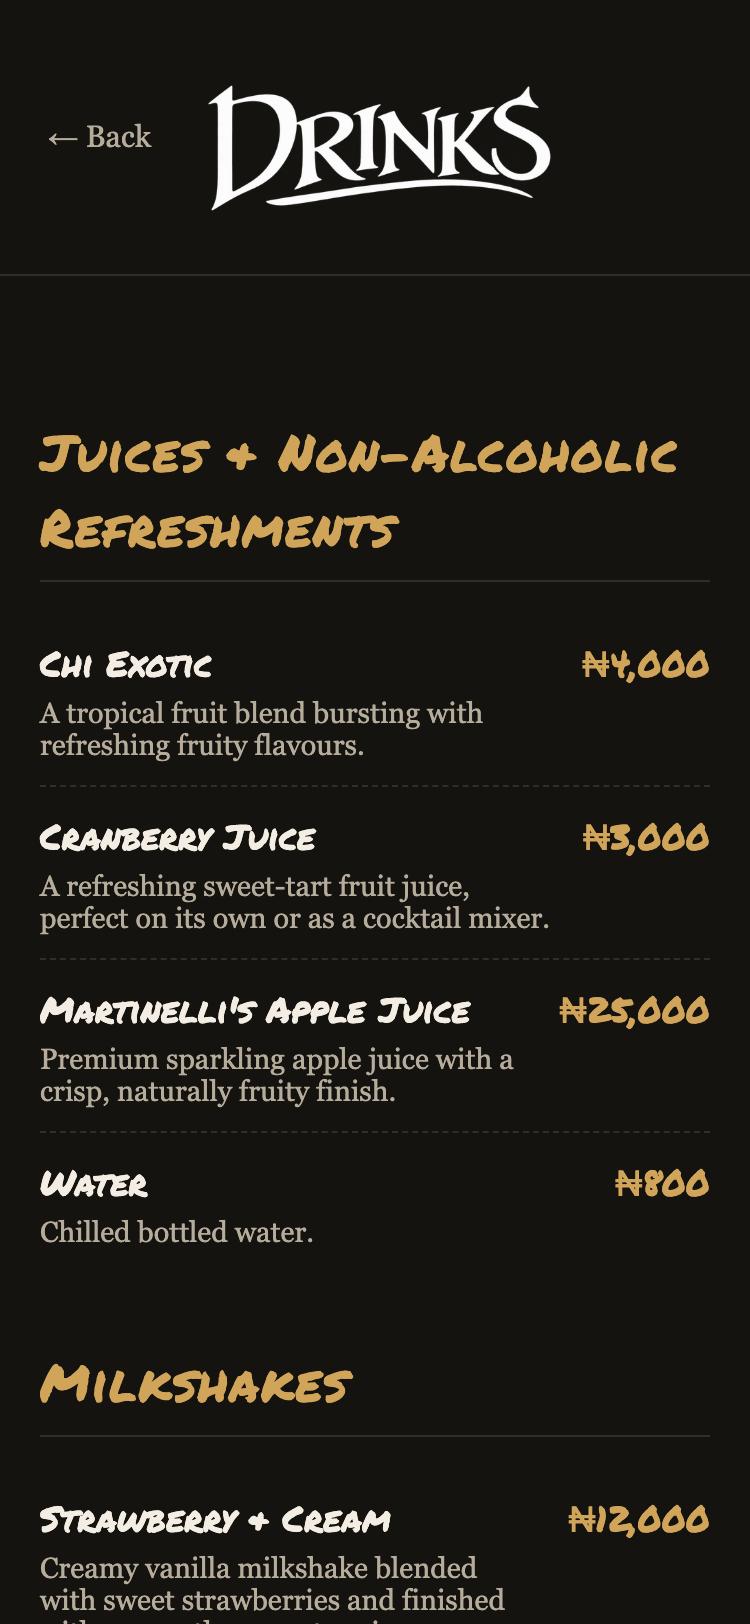 ← Back
DRINKS
Juices & Non-Alcoholic
Refreshments
Chi Exotic ₦4,000
A tropical fruit blend bursting with
refreshing fruity flavours.
Cranberry Juice ₦3,000
A refreshing sweet-tart fruit juice,
perfect on its own or as a cocktail mixer.
Martinelli's Apple Juice ₦25,000
Premium sparkling apple juice with a
crisp, naturally fruity finish.
Water ₦800
Chilled bottled water.
Milkshakes
Strawberry & Cream ₦12,000
Creamy vanilla milkshake blended
with sweet strawberries and finished